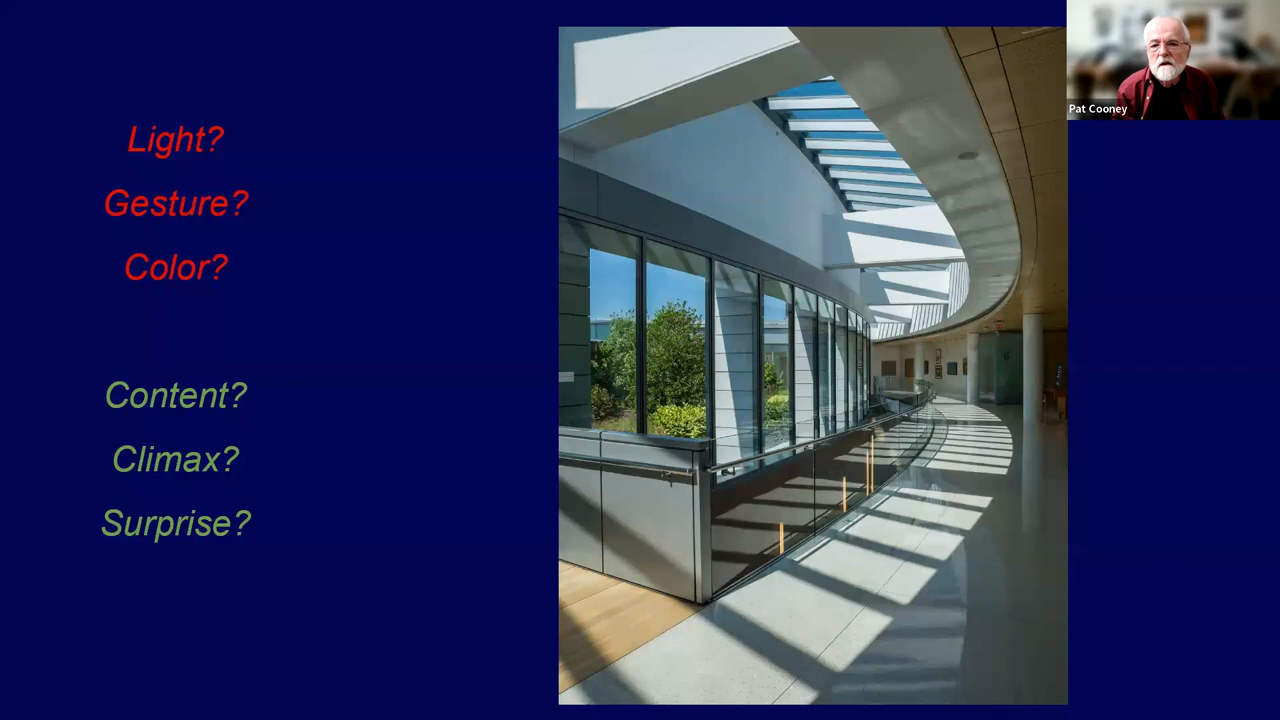 Light?
Gesture?
Color?
Content?
Climax?
Surprise?
Pat Cooney